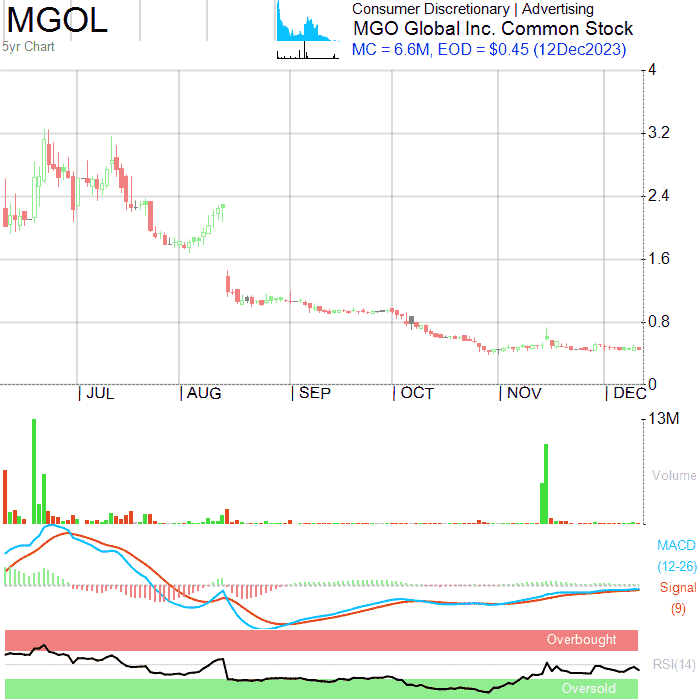 MGOL
5yr Chart
Consumer Discretionary | Advertising
MGO Global Inc. Common Stock
MC = 6.6M, EOD = $0.45 (12Dec2023)
4
3.2
2.4
1.6
0.8
0
| JUL | AUG | SEP | OCT | NOV | DEC
13M
Volume
MACD
(12-26)
Signal
(9)
Overbought
RSI(14)
Oversold